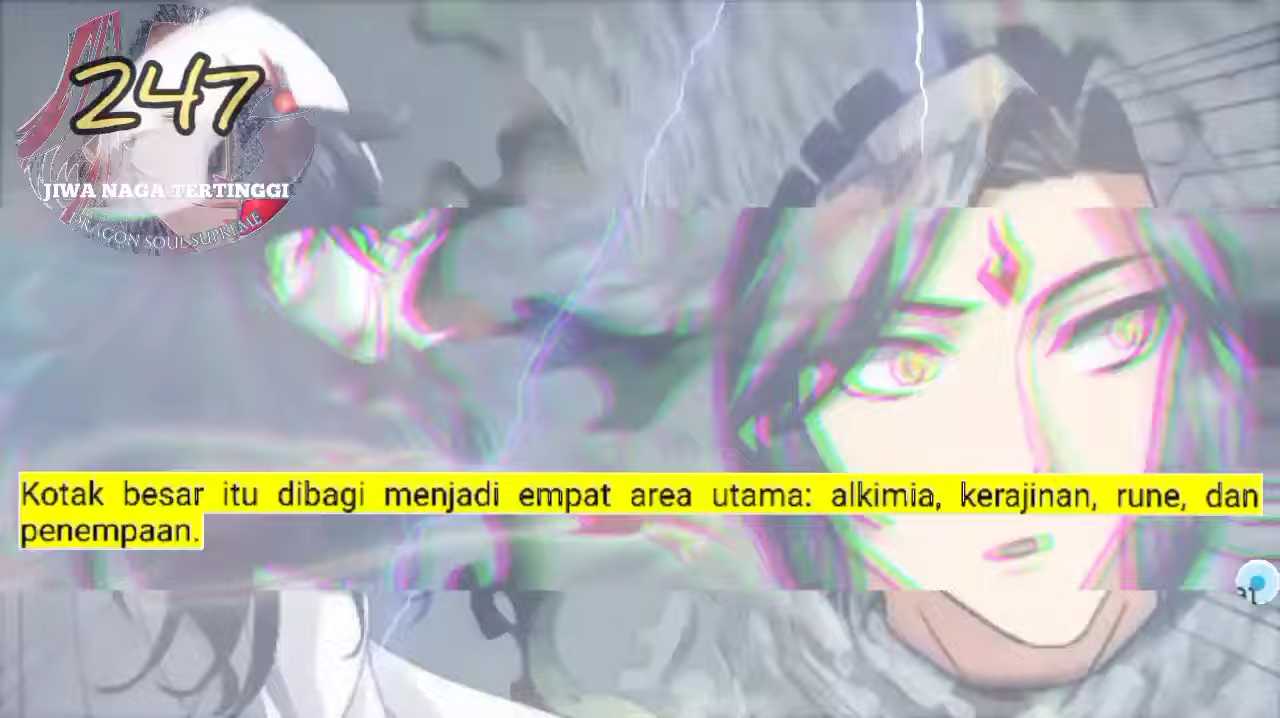 247
JIWA NAGA TERTINGGI
DRAGON SOUL SUPREME
Kotak besar itu dibagi menjadi empat area utama: alkimia, kerajinan, rune, dan
penempaan.